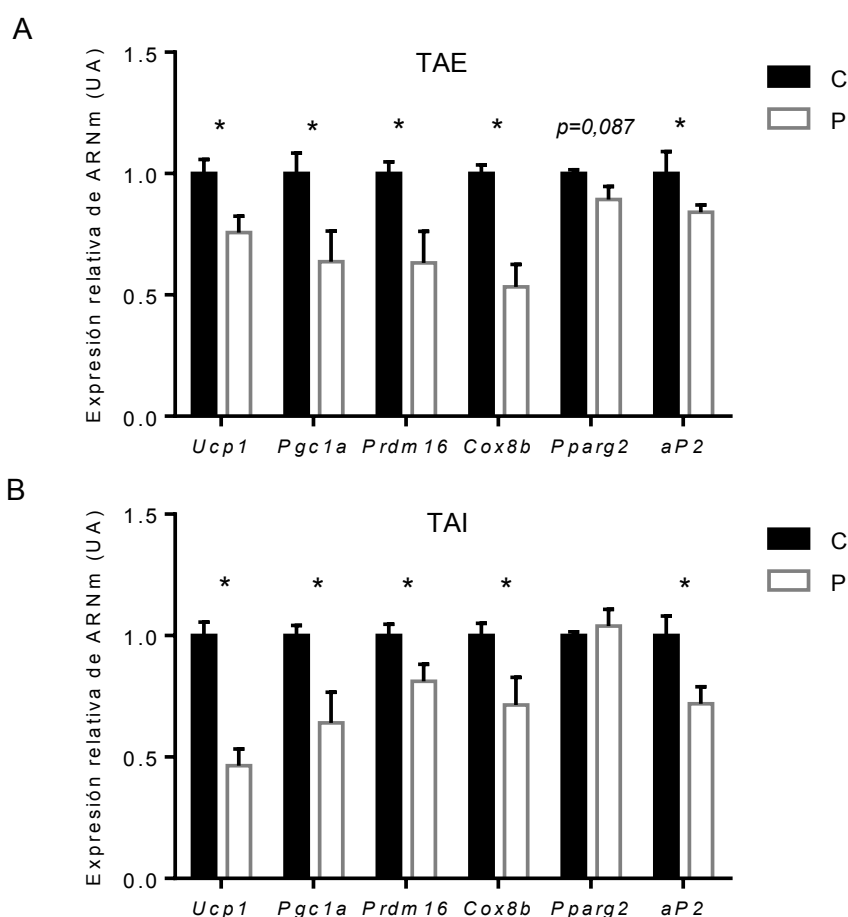 A
TAE
Expresión relativa de ARNm (UA)
1.5
1.0
0.5
0.0
* * * * p=0,087 *
Ucp1 Pgc1a Prdm16 Cox8b Pparg2 aP2
C
P
B
TAI
Expresión relativa de ARNm (UA)
1.5
1.0
0.5
0.0
* * * * *
Ucp1 Pgc1a Prdm16 Cox8b Pparg2 aP2
C
P